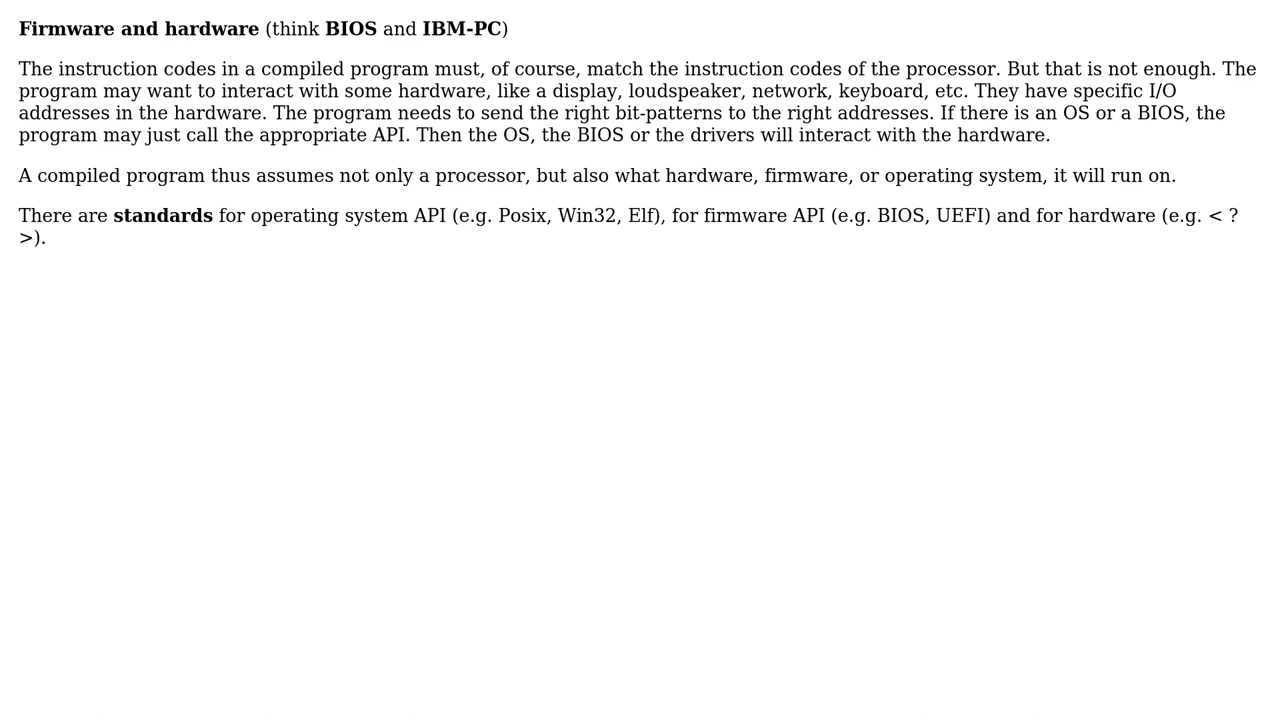 Firmware and hardware (think BIOS and IBM-PC)
The instruction codes in a compiled program must, of course, match the instruction codes of the processor. But that is not enough. The
program may want to interact with some hardware, like a display, loudspeaker, network, keyboard, etc. They have specific I/O
addresses in the hardware. The program needs to send the right bit-patterns to the right addresses. If there is an OS or a BIOS, the
program may just call the appropriate API. Then the OS, the BIOS or the drivers will interact with the hardware.
A compiled program thus assumes not only a processor, but also what hardware, firmware, or operating system, it will run on.
There are standards for operating system API (e.g. Posix, Win32, Elf), for firmware API (e.g. BIOS, UEFI) and for hardware (e.g. < ?
>).